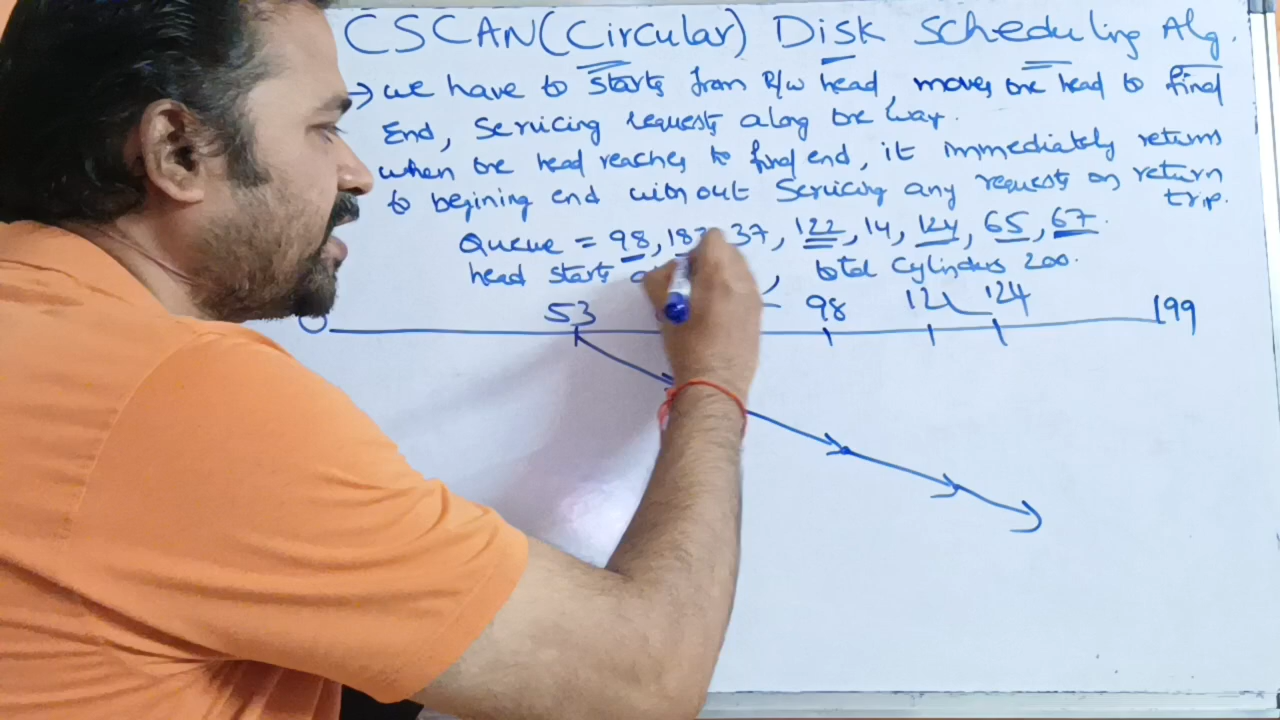 CSCAN(Circular) Disk Scheduling Alg.
→ we have to starts from R/W head, moves the head to final
End, Servicing requests along the way.
when the head reaches to final end, it immediately returns
to begining end without Servicing any requests on return
trip.
Queue = 98, 183, 37, 122, 14, 124, 65, 67.
head starts , total Cylinders 200.
0 53 98 122 124 199